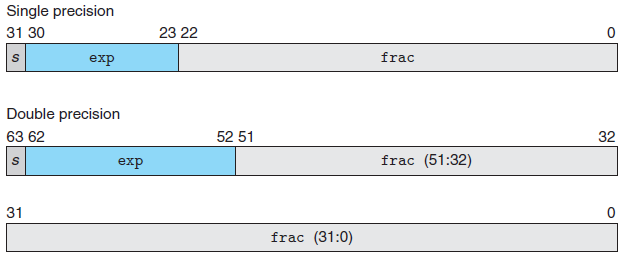 Single precision
31 30 23 22 0
s exp frac
Double precision
63 62 52 51 32
s exp frac (51:32)
31 0
frac (31:0)